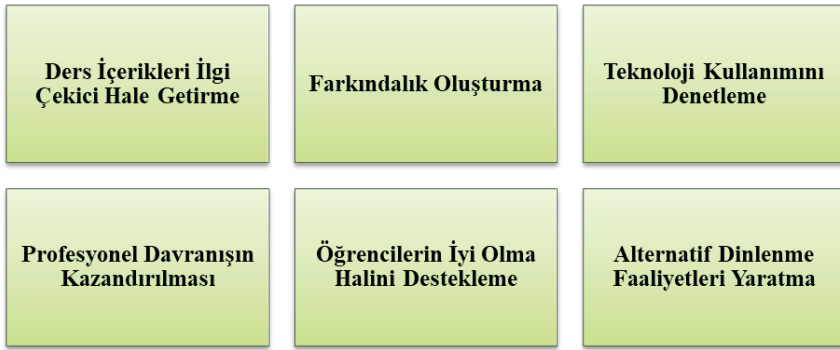 Ders İçerikleri İlgi
Çekici Hale Getirme
Farkındalık Oluşturma
Teknoloji Kullanımını
Denetleme
Profesyonel Davranışın
Kazandırılması
Öğrencilerin İyi Olma
Halini Destekleme
Alternatif Dinlenme
Faaliyetleri Yaratma